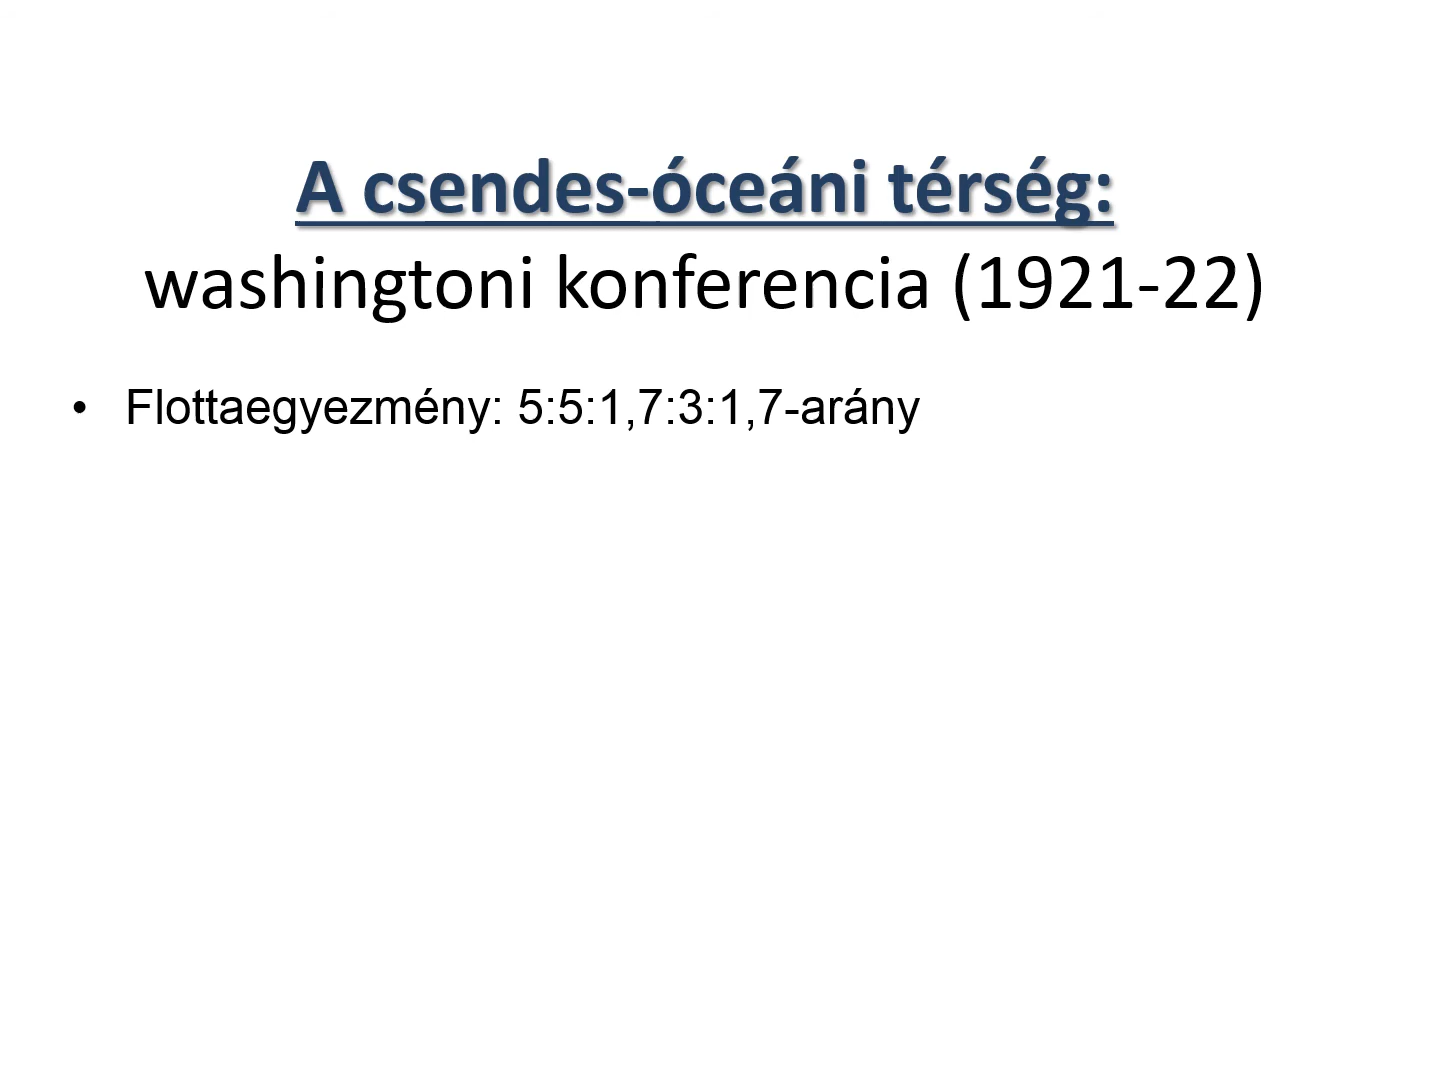 A csendes-óceáni térség:
washingtoni konferencia (1921-22)
• Flottaegyezmény: 5:5:1,7:3:1,7-arány